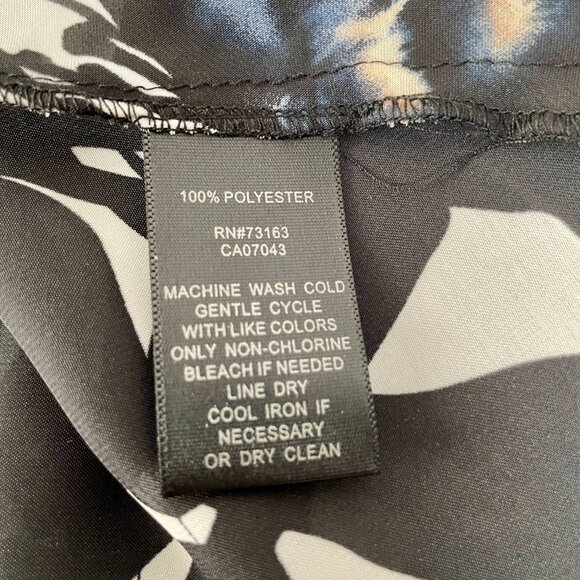 100% POLYESTER
RN#73163
CA07043
MACHINE WASH COLD
GENTLE CYCLE
WITH LIKE COLORS
ONLY NON-CHLORINE
BLEACH IF NEEDED
LINE DRY
COOL IRON IF
NECESSARY
OR DRY CLEAN